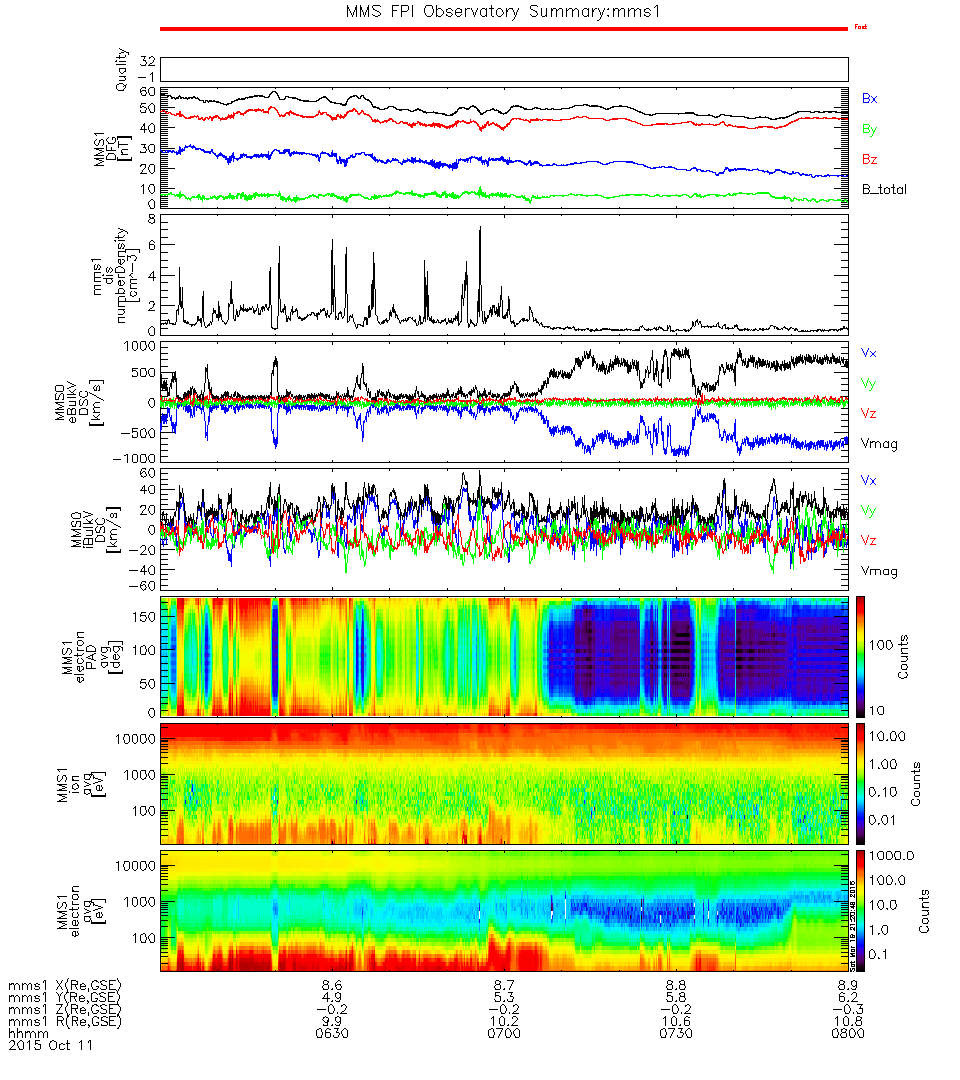 MMS FPI Observatory Summary:mms1
Fast
Quality
32
-1
MMS1
DFG
[nT]
60
50
40
30
20
10
0
Bx
By
Bz
B_total
mms1
dis
numberDensity
[cm^-3]
8
6
4
2
0
MMS0
eBulkV
DSC
[km/s]
1000
500
0
-500
-1000
Vx
Vy
Vz
Vmag
MMS0
iBulkV
DSC
[km/s]
60
40
20
0
-20
-40
-60
Vx
Vy
Vz
Vmag
MMS1
electron
PAD
avg
[deg]
150
100
50
0
100
10
Counts
MMS1
ion
avg
[eV]
10000
1000
100
10.00
1.00
0.10
0.01
Counts
MMS1
electron
avg
[eV]
10000
1000
100
1000.0
100.0
10.0
1.0
0.1
Counts
mms1 X(Re,GSE) 8.6 8.7 8.8 8.9
mms1 Y(Re,GSE) 4.9 5.3 5.8 6.2
mms1 Z(Re,GSE) -0.2 -0.2 -0.2 -0.3
mms1 R(Re,GSE) 9.9 10.2 10.6 10.8
hhmm 0630 0700 0730 0800
2015 Oct 11